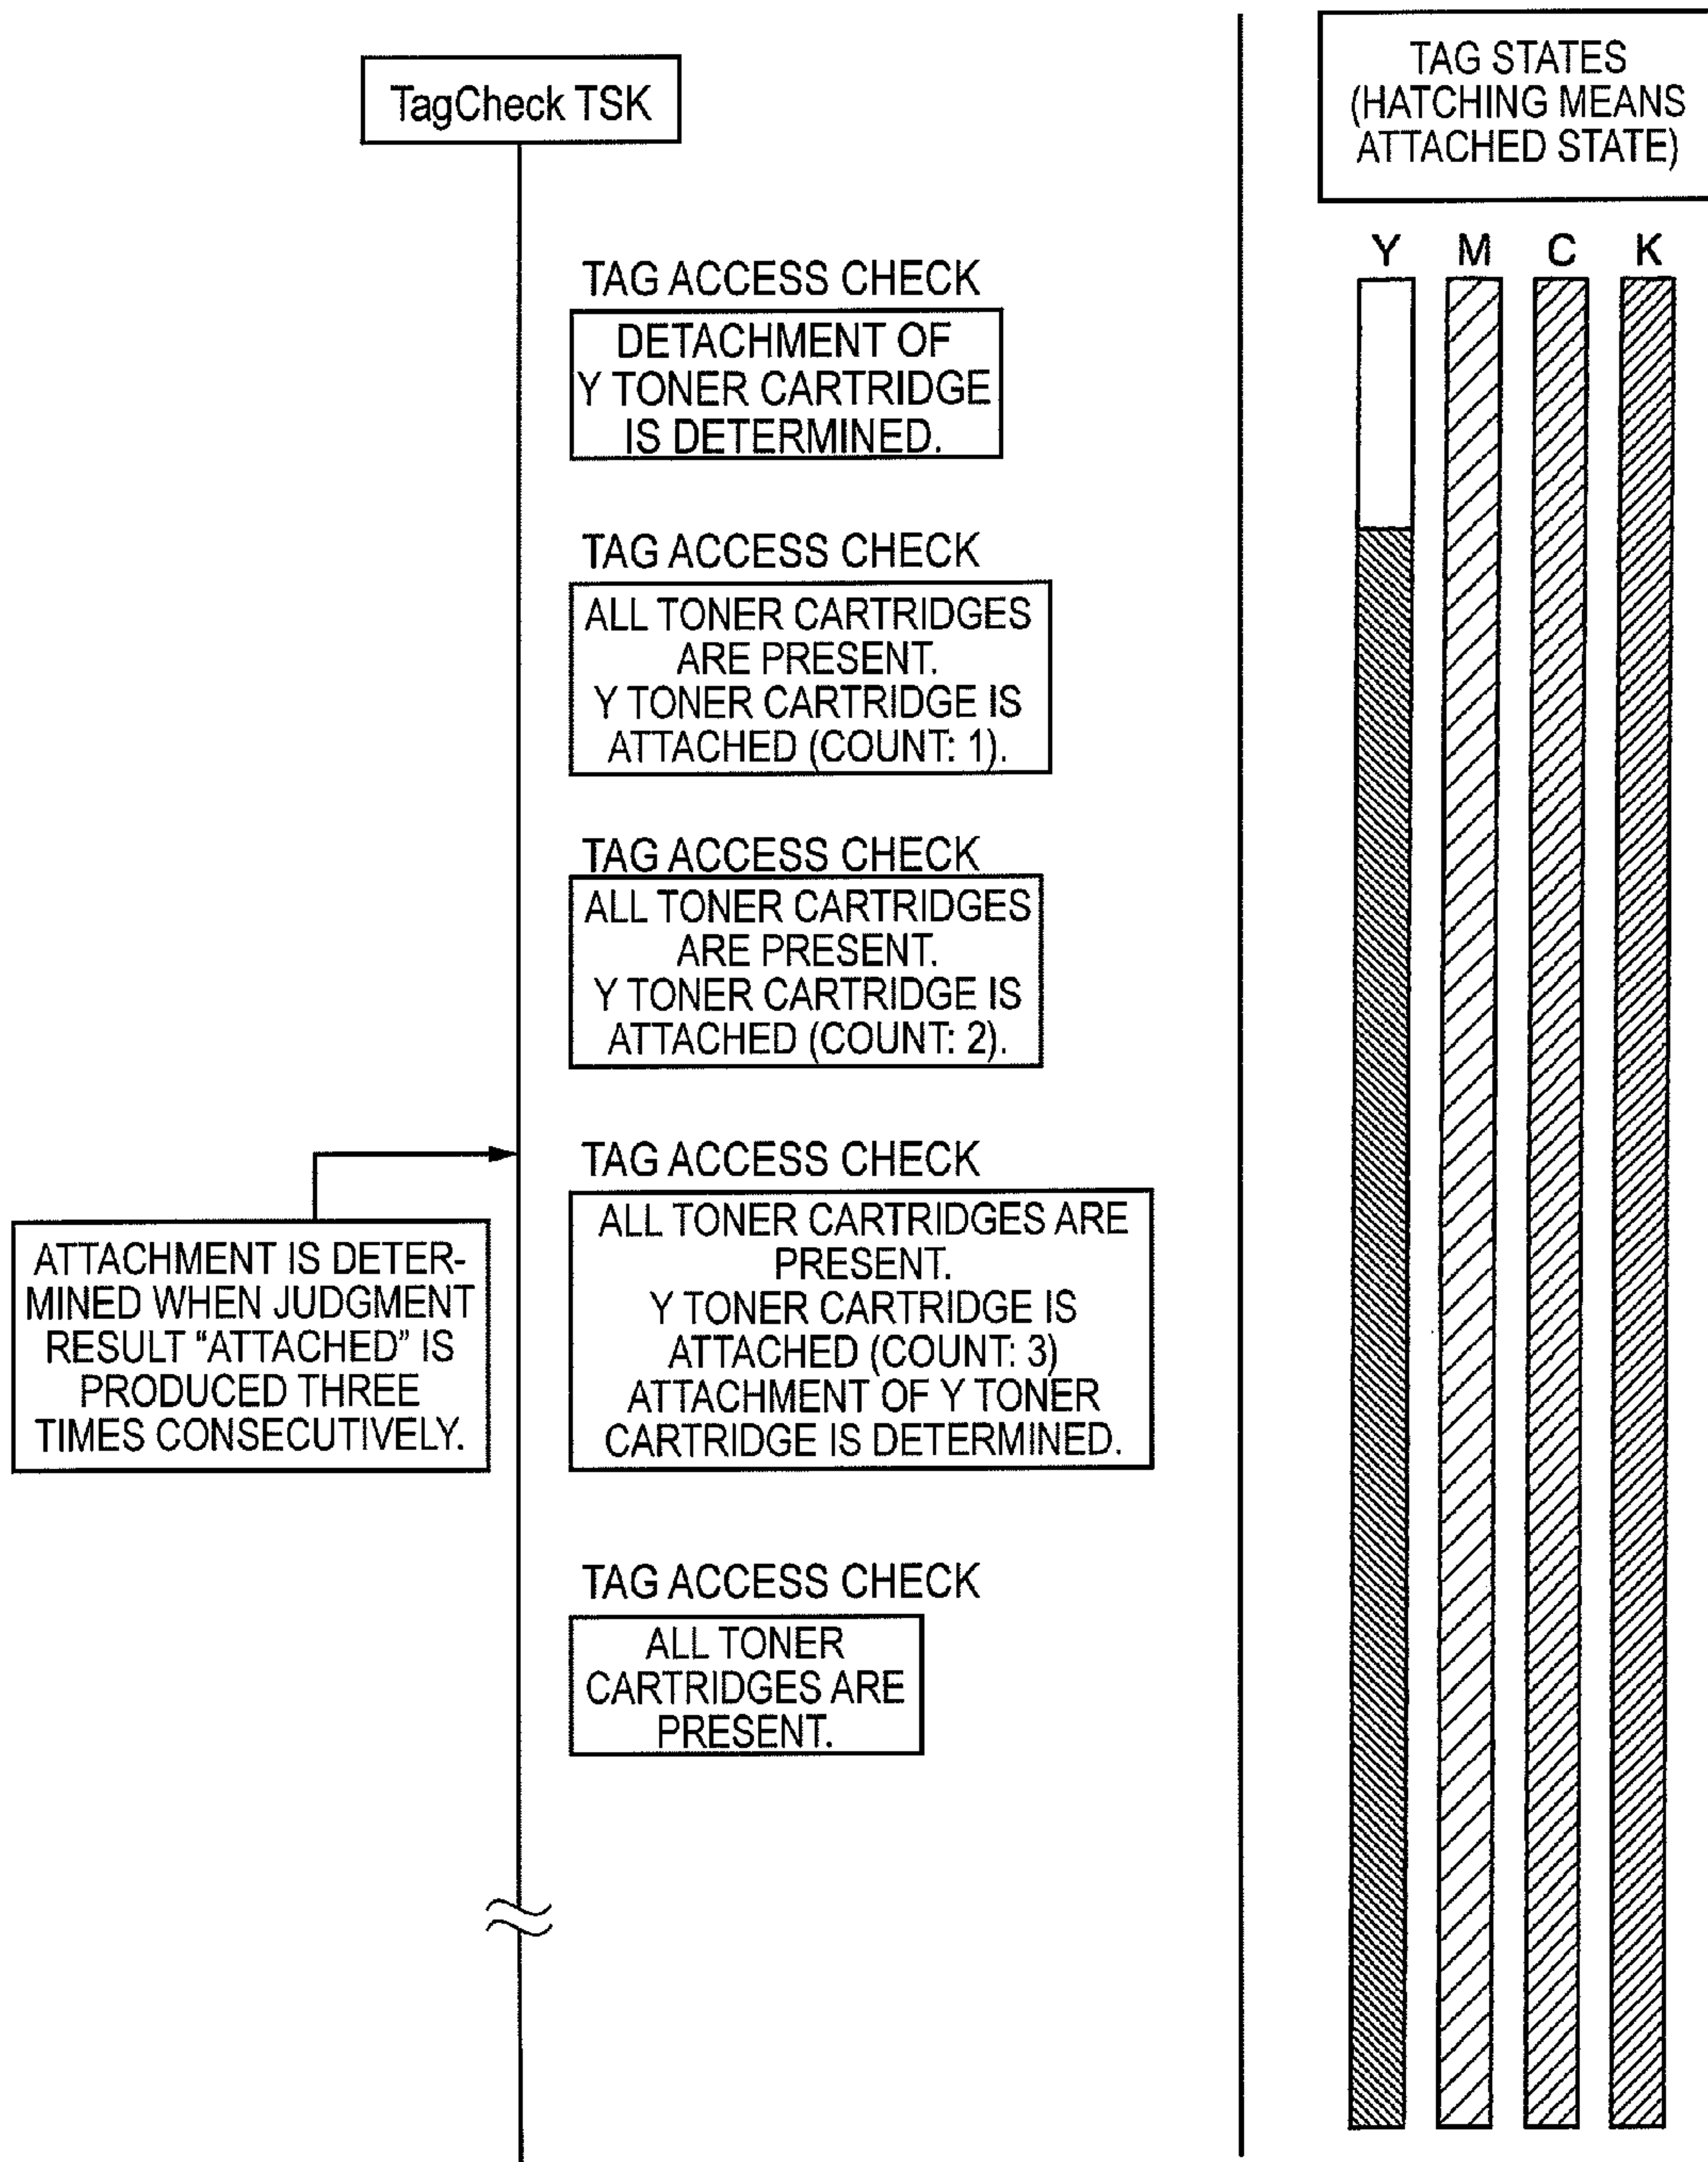 TagCheck TSK
TAG ACCESS CHECK
DETACHMENT OF
Y TONER CARTRIDGE
IS DETERMINED.
TAG ACCESS CHECK
ALL TONER CARTRIDGES
ARE PRESENT.
Y TONER CARTRIDGE IS
ATTACHED (COUNT: 1).
TAG ACCESS CHECK
ALL TONER CARTRIDGES
ARE PRESENT.
Y TONER CARTRIDGE IS
ATTACHED (COUNT: 2).
ATTACHMENT IS DETER-
MINED WHEN JUDGMENT
RESULT “ATTACHED” IS
PRODUCED THREE
TIMES CONSECUTIVELY.
TAG ACCESS CHECK
ALL TONER CARTRIDGES ARE
PRESENT.
Y TONER CARTRIDGE IS
ATTACHED (COUNT: 3)
ATTACHMENT OF Y TONER
CARTRIDGE IS DETERMINED.
TAG ACCESS CHECK
ALL TONER
CARTRIDGES ARE
PRESENT.
TAG STATES
(HATCHING MEANS
ATTACHED STATE)
Y M C K